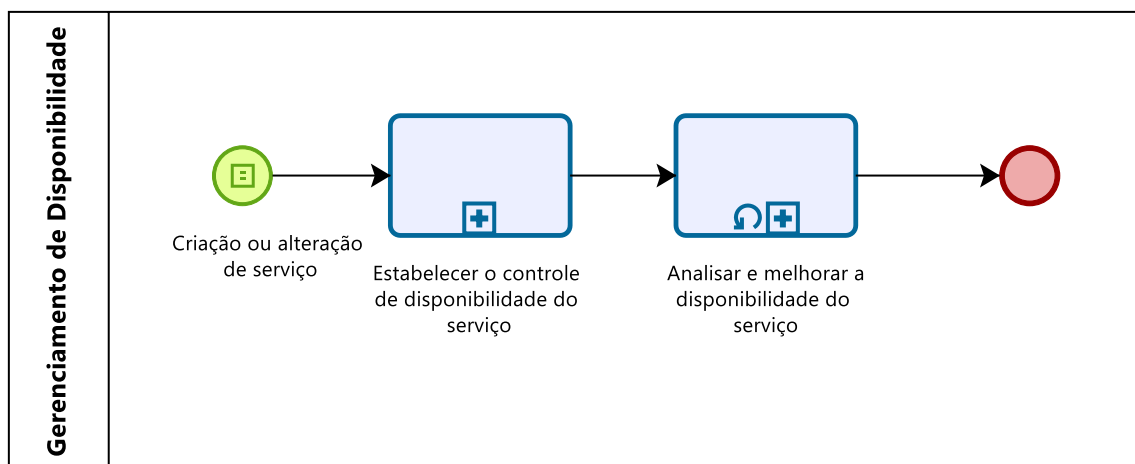 Gerenciamento de Disponibilidade
Criação ou alteração
de serviço
Estabelecer o controle
de disponibilidade do
serviço
Analisar e melhorar a
disponibilidade do
serviço